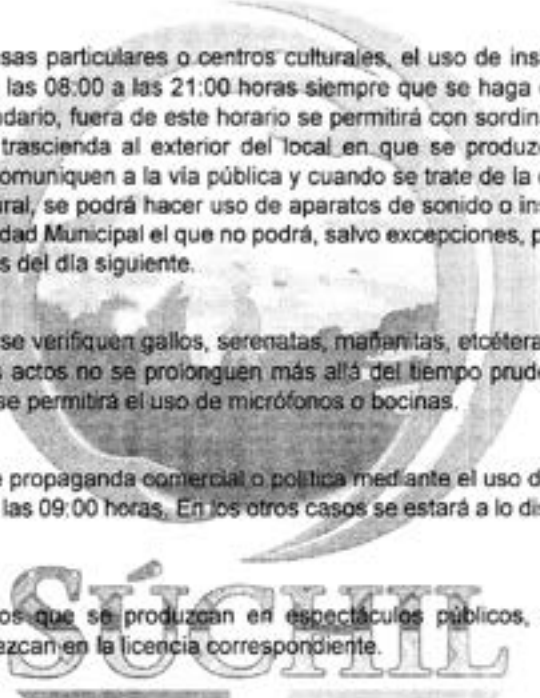 sas particulares o centros culturales, el uso de ins
las 08:00 a las 21:00 horas siempre que se haga
dario, fuera de este horario se permitirá con sordin
trascienda al exterior del local en que se produz
omuniquen a la vía pública y cuando se trate de la
ural, se podrá hacer uso de aparatos de sonido o in
dad Municipal el que no podrá, salvo excepciones, p
s del día siguiente.
se verifiquen gallos, serenatas, mañanitas, etcétera
s actos no se prolonguen más allá del tiempo prud
se permitirá el uso de micrófonos o bocinas.
e propaganda comercial o política mediante el uso d
las 09:00 horas. En los otros casos se estará a lo di
os que se produzcan en espectáculos públicos,
ezcan en la licencia correspondiente.
SÚCHIL